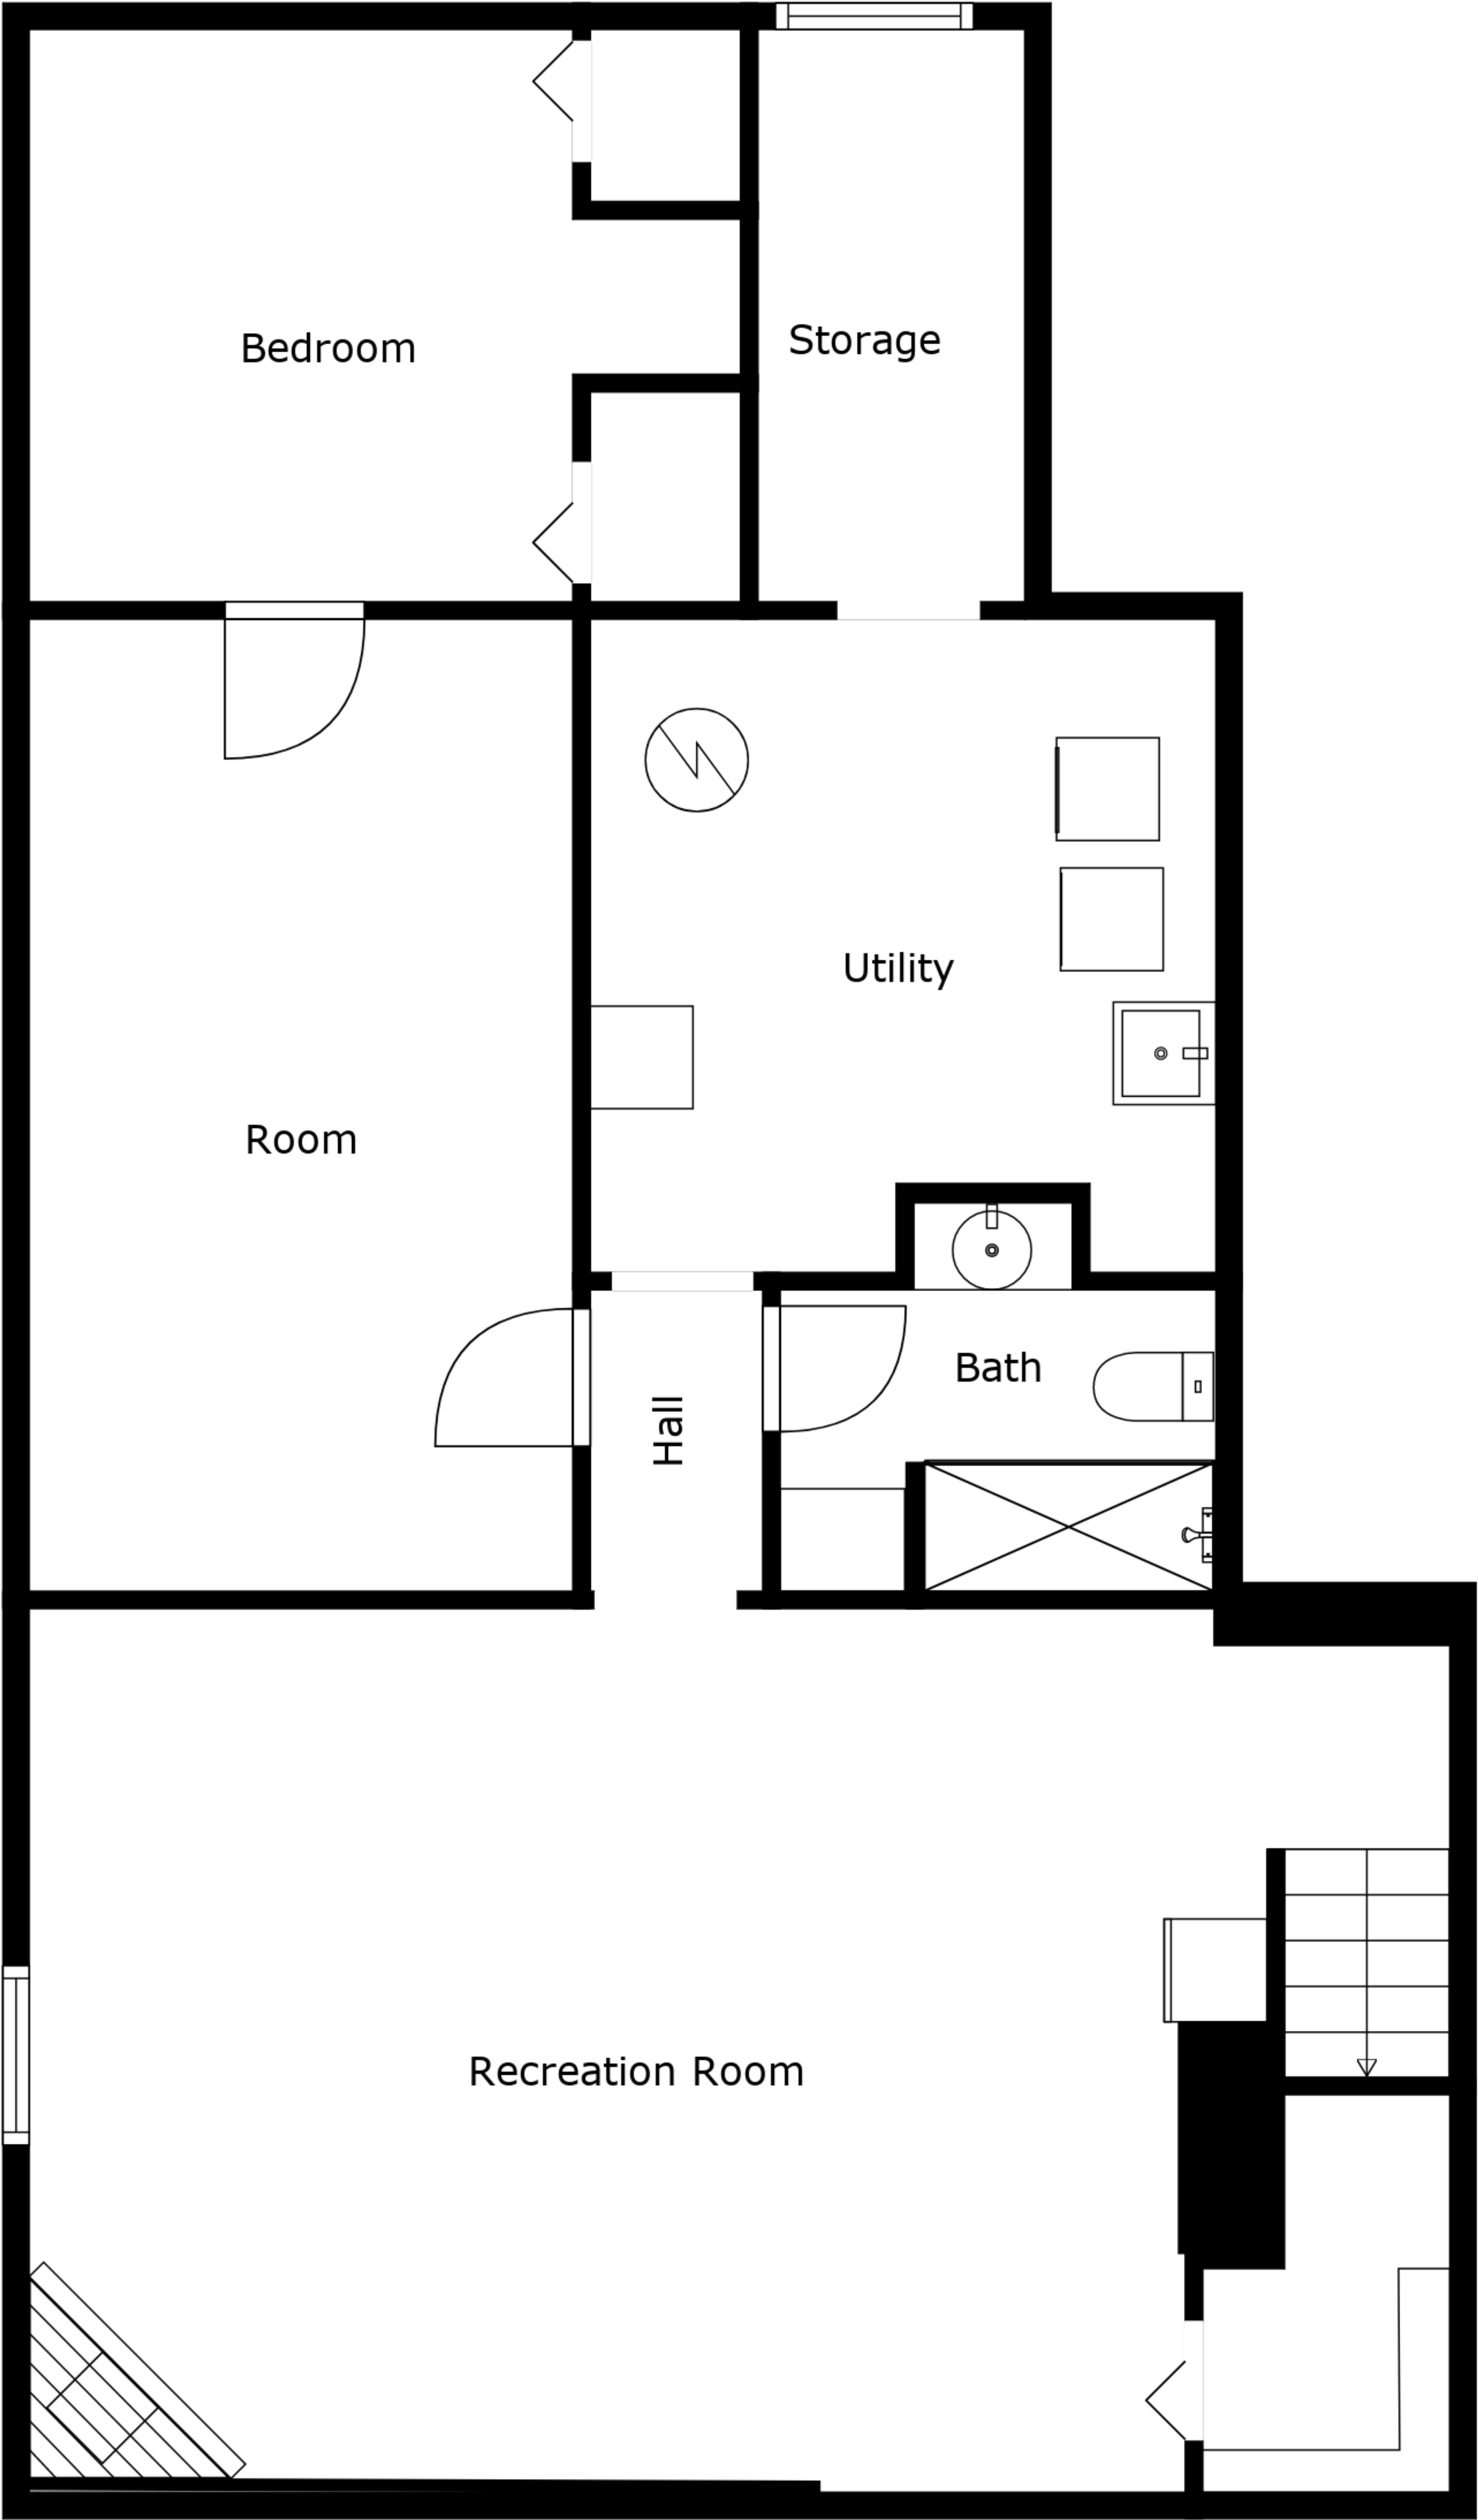 Storage
Bedroom
Utility
Room
Bath
Hall
Recreation Room